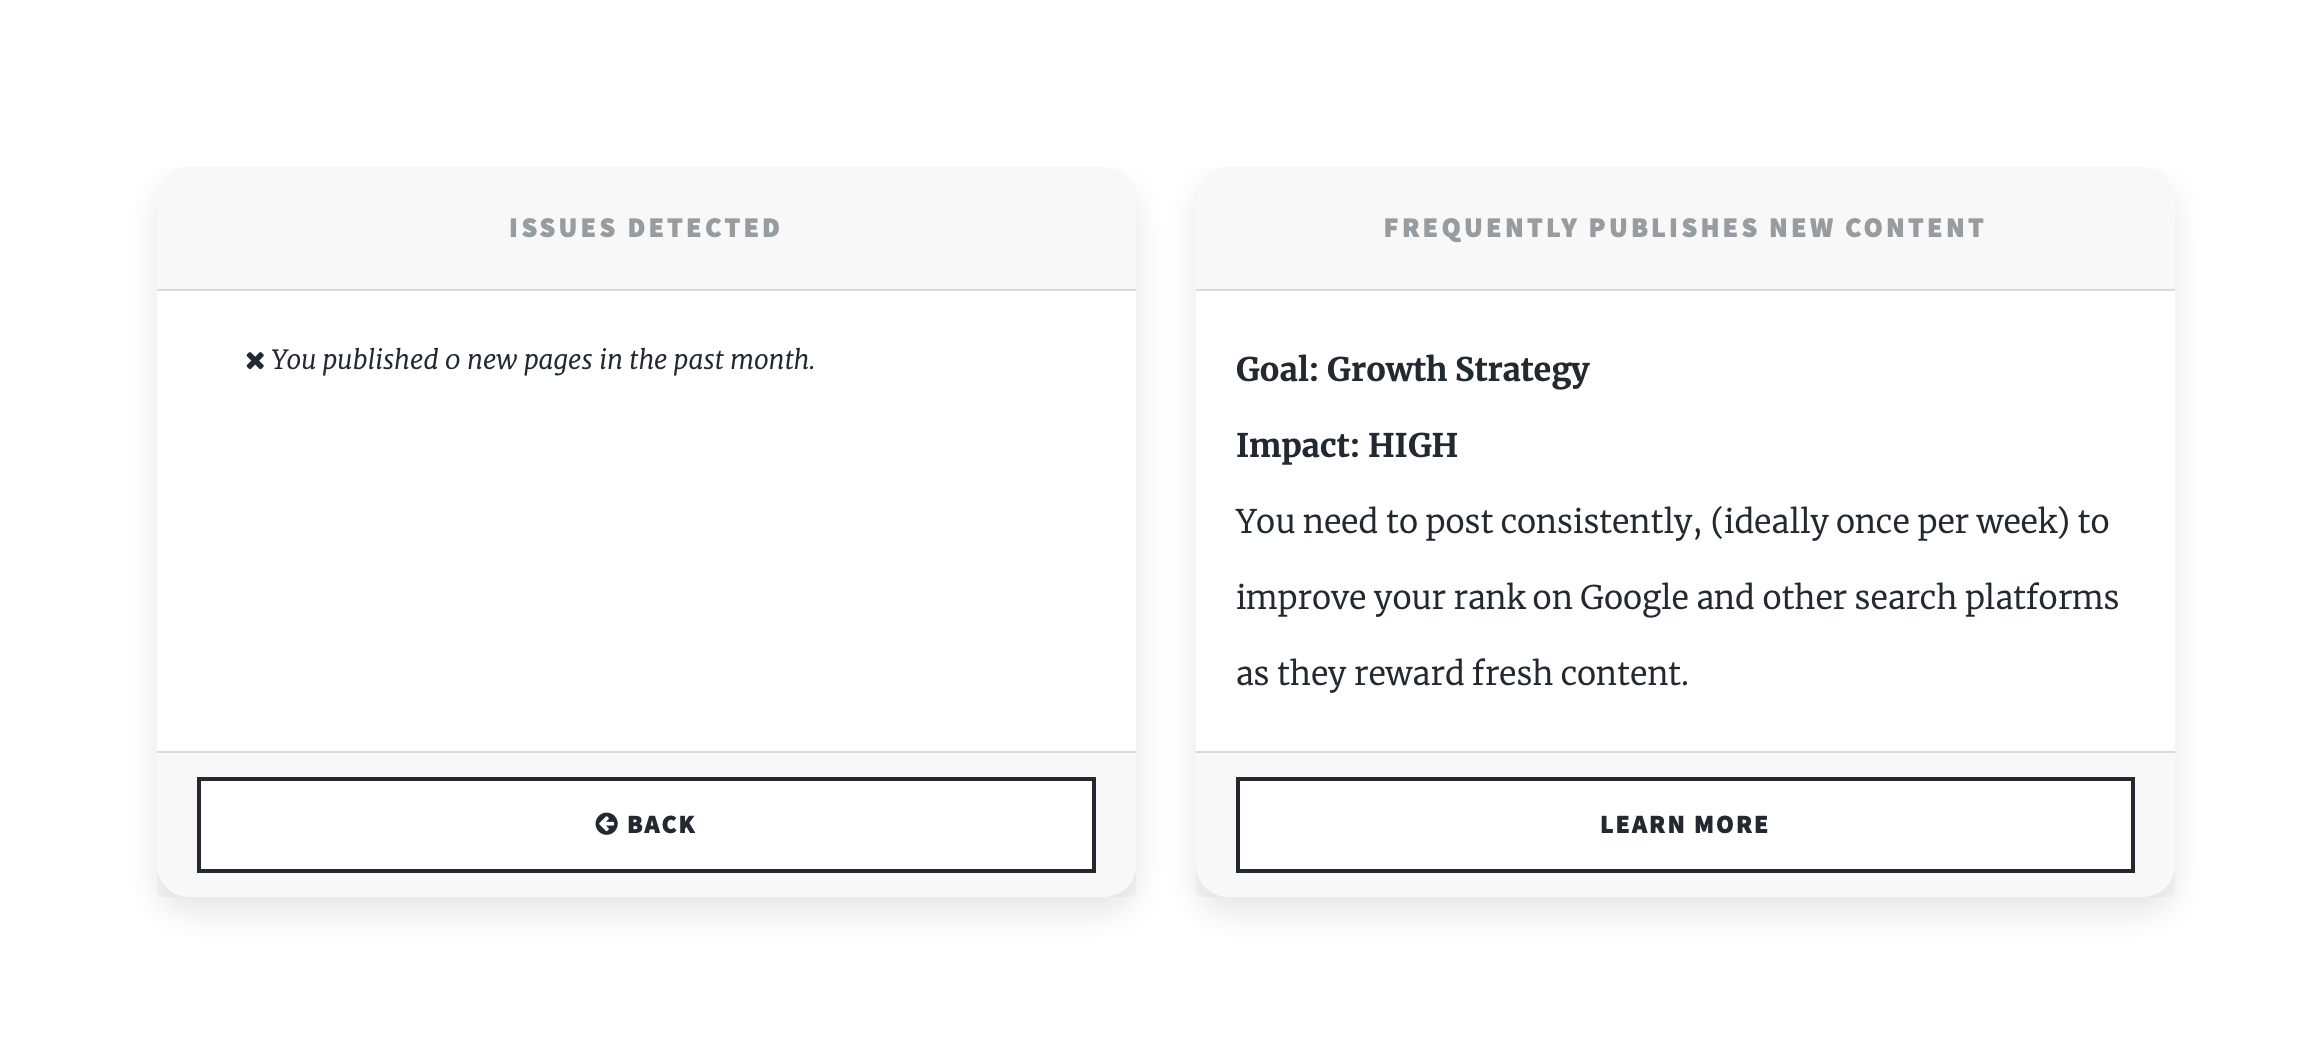 ISSUES DETECTED
✖ You published 0 new pages in the past month.
BACK
FREQUENTLY PUBLISHES NEW CONTENT
Goal: Growth Strategy
Impact: HIGH
You need to post consistently, (ideally once per week) to
improve your rank on Google and other search platforms
as they reward fresh content.
LEARN MORE